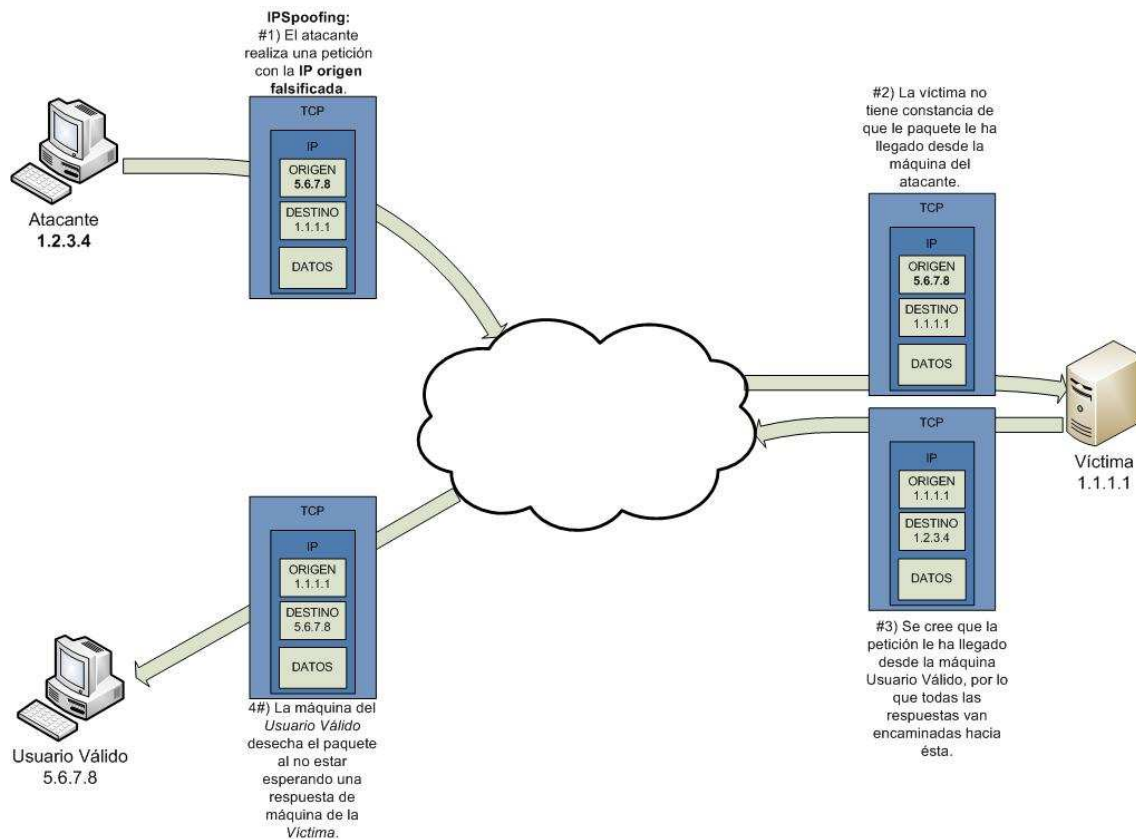 IPSpoofing:
#1) El atacante
realiza una petición
con la IP origen
falsificada.
TCP
IP
ORIGEN
5.6.7.8
DESTINO
1.1.1.1
DATOS
Atacante
1.2.3.4
#2) La víctima no
tiene constancia de
que le paquete le ha
llegado desde la
máquina del
atacante.
TCP
IP
ORIGEN
5.6.7.8
DESTINO
1.1.1.1
DATOS
Víctima
1.1.1.1
TCP
IP
ORIGEN
1.1.1.1
DESTINO
1.2.3.4
DATOS
#3) Se cree que la
petición le ha llegado
desde la máquina
Usuario Válido, por lo
que todas las
respuestas van
encaminadas hacia
ésta.
TCP
IP
ORIGEN
1.1.1.1
DESTINO
5.6.7.8
DATOS
4#) La máquina del
Usuario Válido
desecha el paquete
al no estar
esperando una
respuesta de
máquina de la
Víctima.
Usuario Válido
5.6.7.8